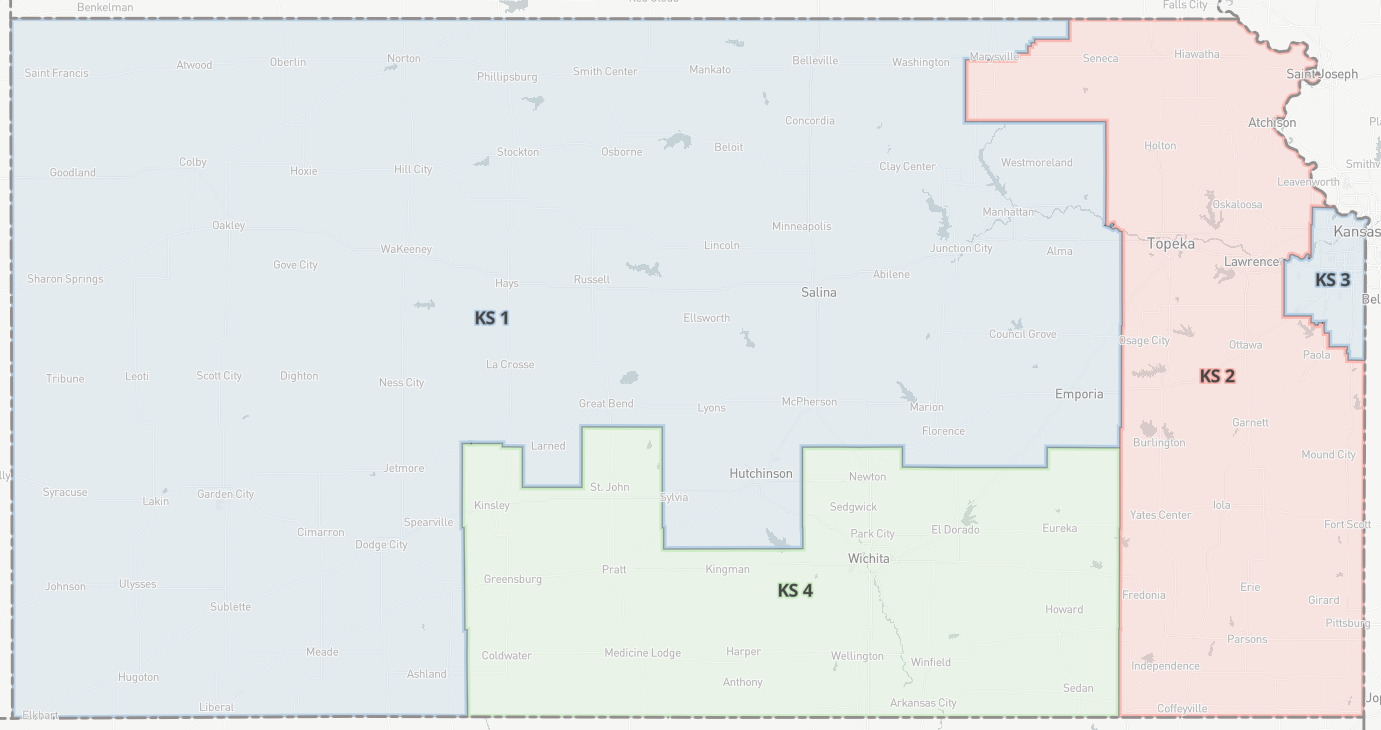 Benkelman
Falls City
Saint Francis
Atwood
Oberlin
Norton
Phillipsburg
Smith Center
Mankato
Belleville
Washington
Marysville
Seneca
Hiawatha
Saint Joseph
Concordia
Atchison
Goodland
Colby
Hoxie
Hill City
Stockton
Osborne
Beloit
Clay Center
Westmoreland
Holton
Smithv
Leavenworth
Oskaloosa
Manhattan
Oakley
Minneapolis
Kansas
WaKeeney
Lincoln
Junction City
Alma
Topeka
Lawrence
Gove City
Sharon Springs
Hays
Russell
Abilene
Salina
KS 3
Bel
KS 1
Ellsworth
Council Grove
Osage City
Ottawa
Paola
La Crosse
Tribune
Leoti
Scott City
Dighton
Ness City
KS 2
Great Bend
Lyons
McPherson
Marion
Emporia
Garnett
Florence
Larned
Burlington
Mound City
Jetmore
Hutchinson
Newton
Syracuse
Lakin
Garden City
Kinsley
St. John
Sylvia
Sedgwick
Iola
Yates Center
Spearville
Cimarron
Dodge City
Park City
El Dorado
Eureka
Fort Scott
Wichita
Johnson
Ulysses
Greensburg
Pratt
Kingman
KS 4
Fredonia
Erie
Girard
Sublette
Howard
Pittsburg
Parsons
Meade
Coldwater
Medicine Lodge
Harper
Wellington
Winfield
Independence
Hugoton
Ashland
Anthony
Sedan
Elkhart
Liberal
Arkansas City
Coffeyville
Jop